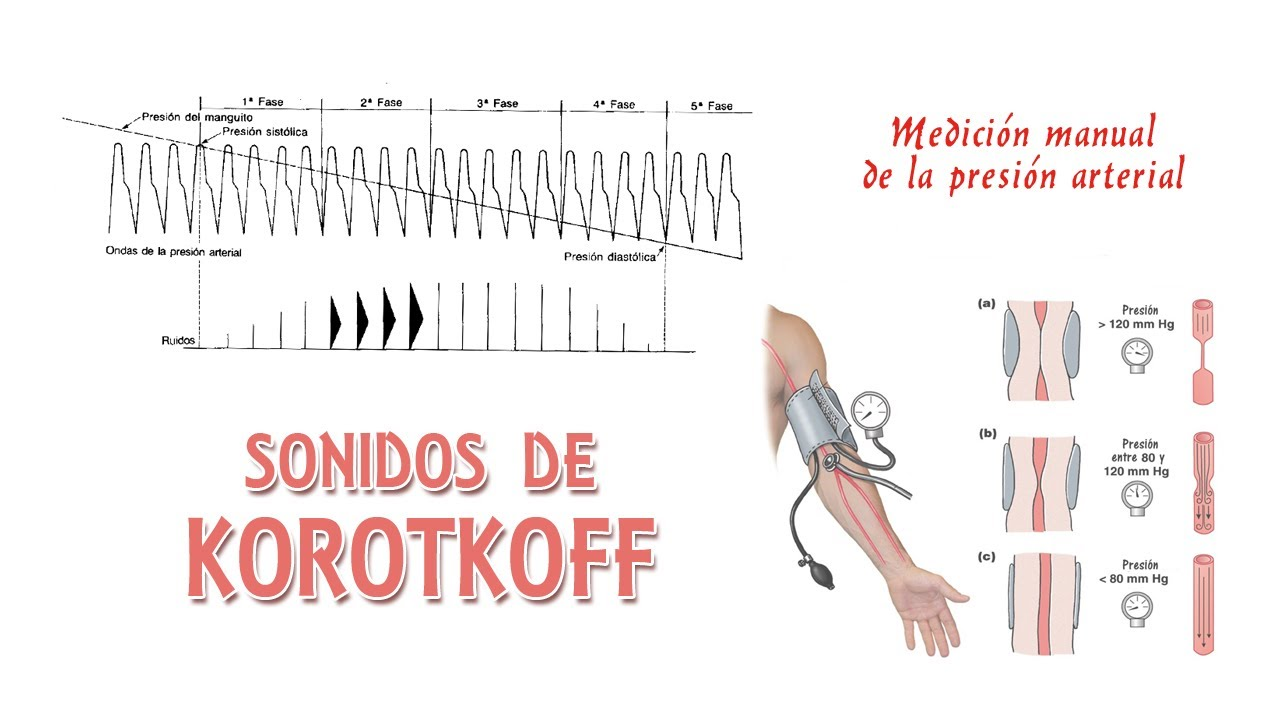 1ª Fase
2ª Fase
3ª Fase
4ª Fase
5ª Fase
Presión del manguito
Presión sistólica
Ondas de la presión arterial
Presión diastólica
Ruidos
SONIDOS DE
KOROTKOFF
Medición manual
de la presión arterial
(a)
Presión
> 120 mm Hg
(b)
Presión
entre 80 y
120 mm Hg
(c)
Presión
< 80 mm Hg